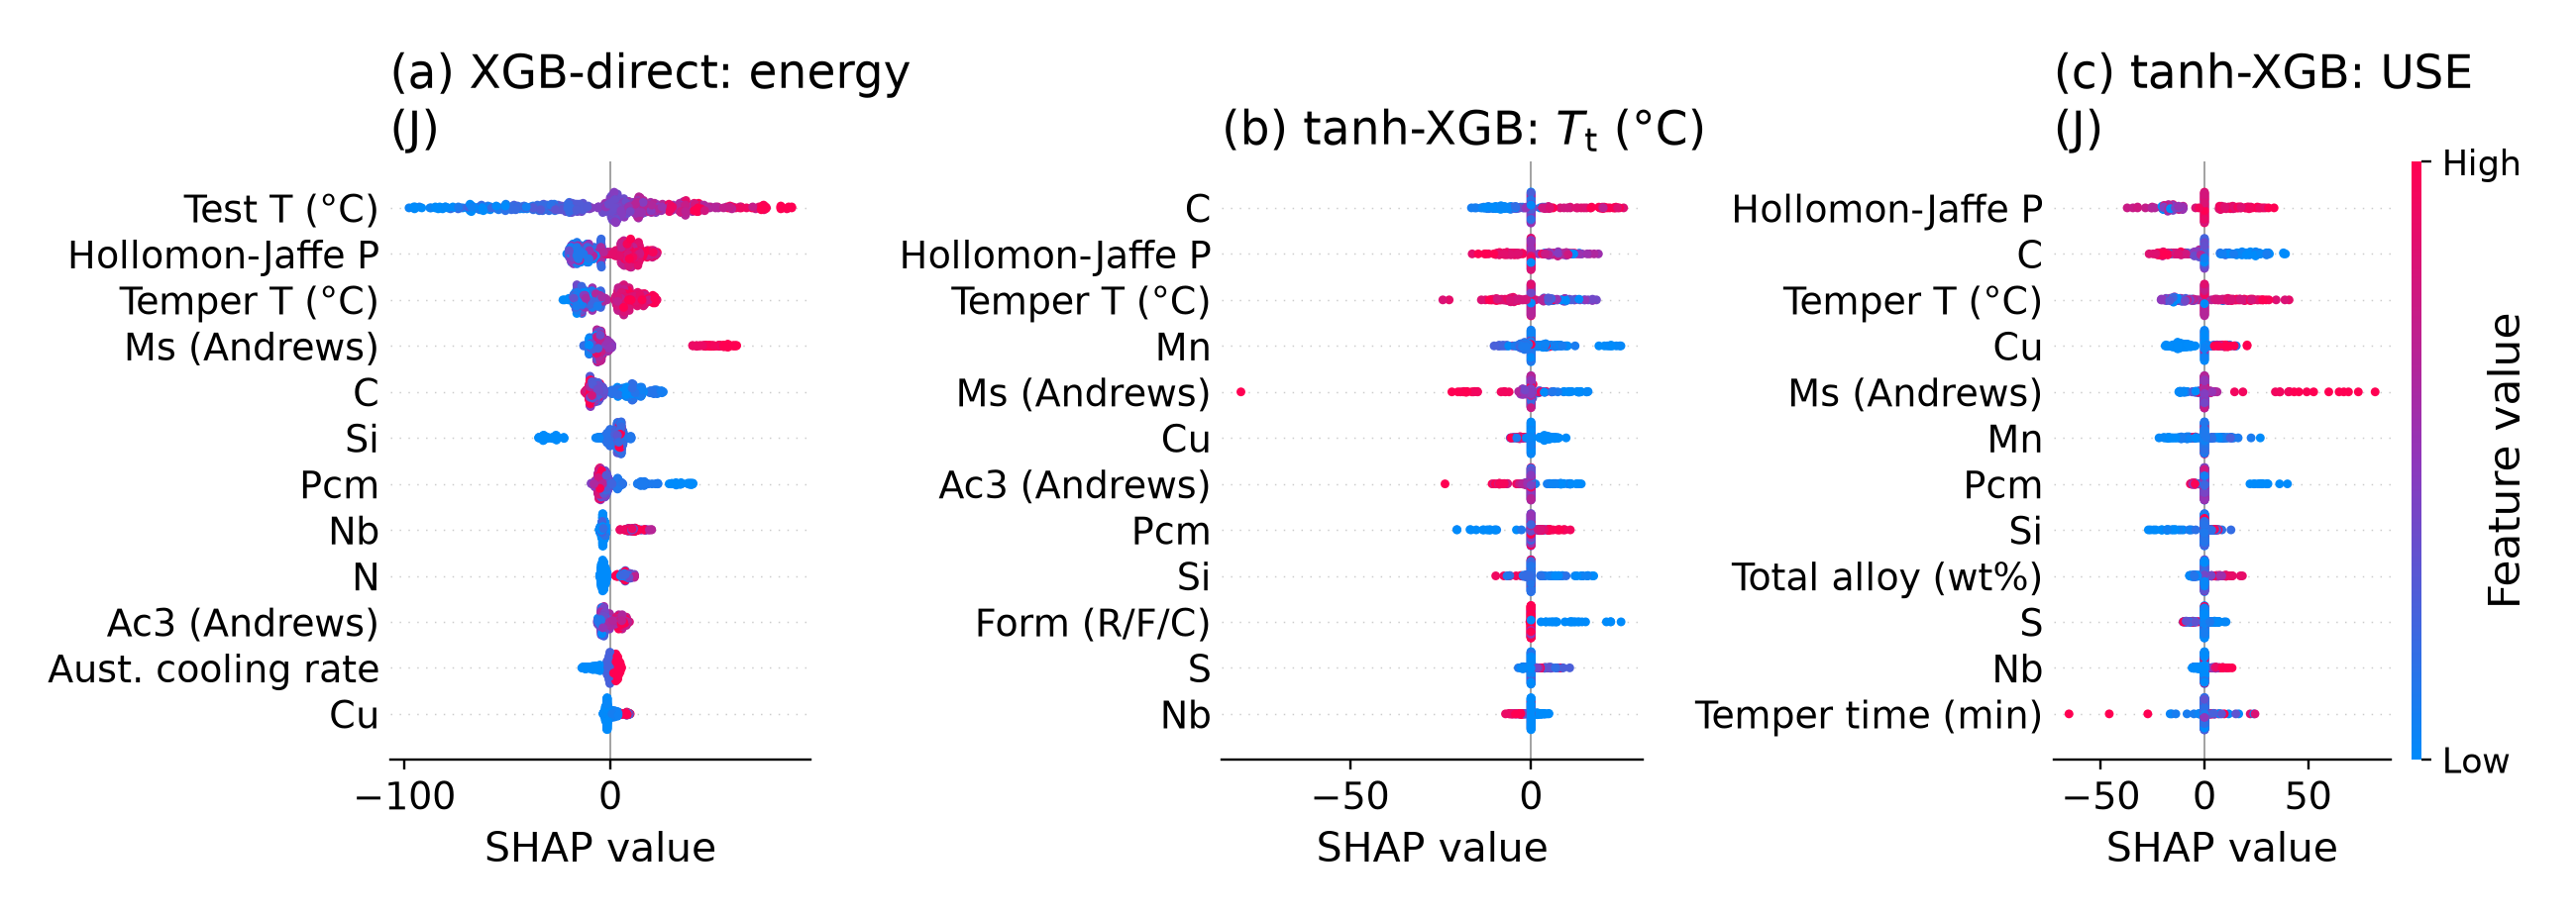 (a) XGB-direct: energy
(J)
Test T (°C)
Hollomon-Jaffe P
Temper T (°C)
Ms (Andrews)
C
Si
Pcm
Nb
N
Ac3 (Andrews)
Aust. cooling rate
Cu
−100 0
SHAP value
(b) tanh-XGB: Tt (°C)
C
Hollomon-Jaffe P
Temper T (°C)
Mn
Ms (Andrews)
Cu
Ac3 (Andrews)
Pcm
Si
Form (R/F/C)
S
Nb
−50 0
SHAP value
(c) tanh-XGB: USE
(J)
Hollomon-Jaffe P
C
Temper T (°C)
Cu
Ms (Andrews)
Mn
Pcm
Si
Total alloy (wt%)
S
Nb
Temper time (min)
−50 0 50
SHAP value
High
Feature value
Low